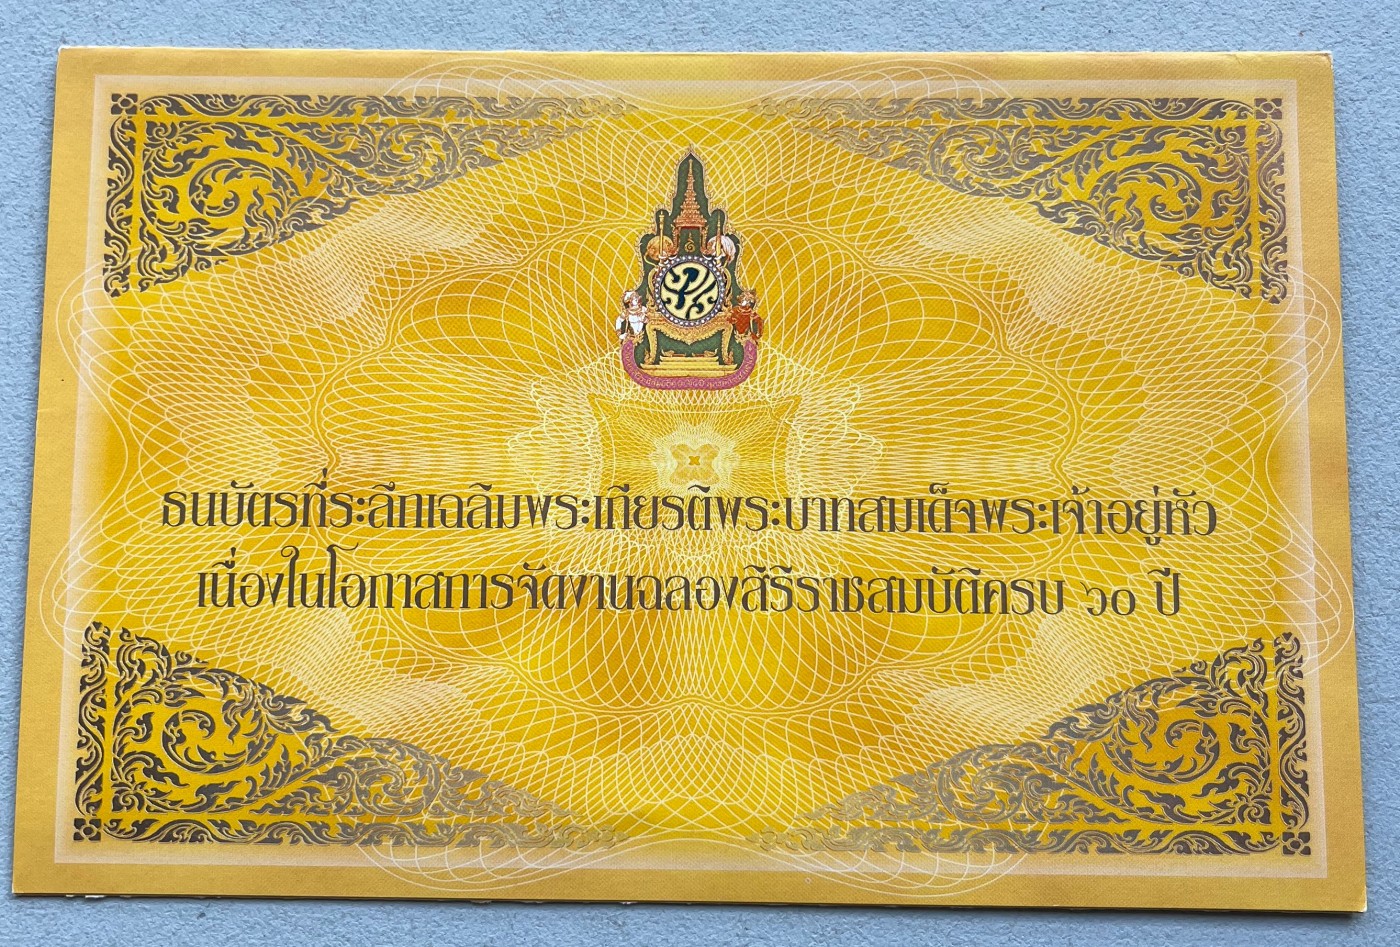 ธนบัตรที่ระลึกเฉลิมพระเกียรติพระบาทสมเด็จพระเจ้าอยู่หัว
เนื่องในโอกาสการจัดงานฉลองสิริราชสมบัติครบ ๖๐ ปี